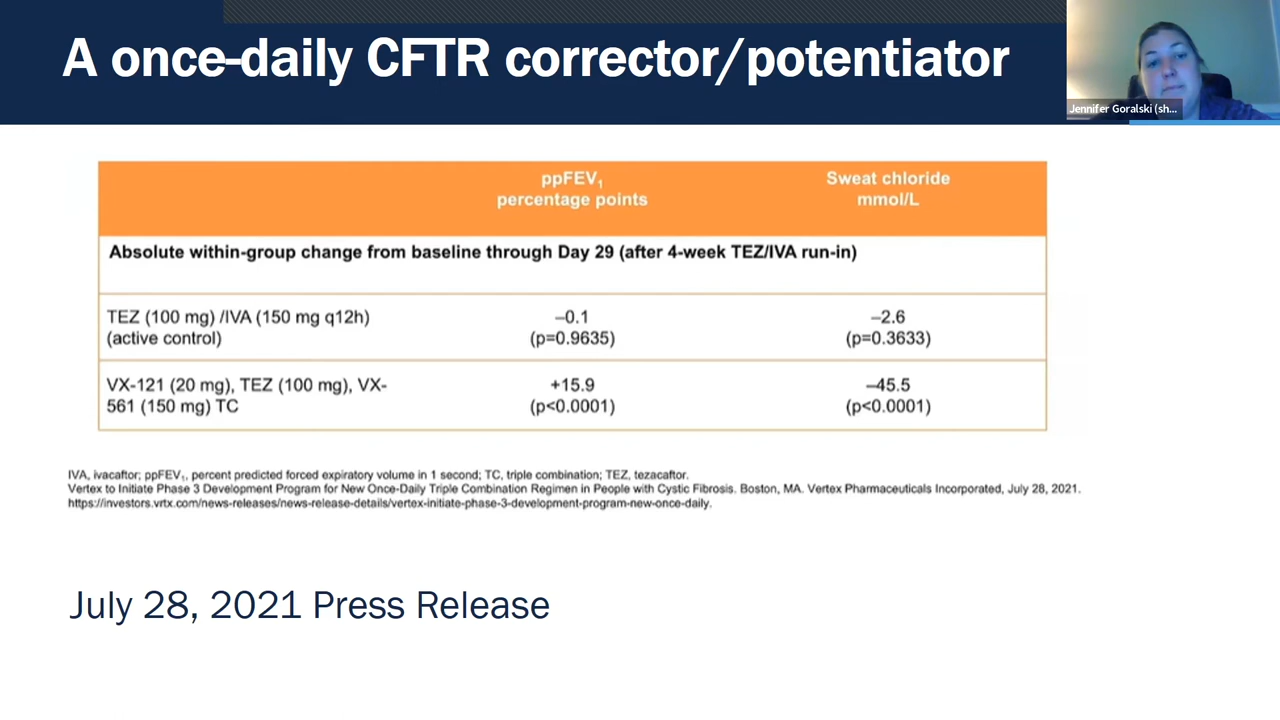 A once-daily CFTR corrector/potentiator
Jennifer Goralski (sh...
ppFEV₁
percentage points
Sweat chloride
mmol/L
Absolute within-group change from baseline through Day 29 (after 4-week TEZ/IVA run-in)
TEZ (100 mg) /IVA (150 mg q12h)
(active control)
–0.1
(p=0.9635)
–2.6
(p=0.3633)
VX-121 (20 mg), TEZ (100 mg), VX-
561 (150 mg) TC
+15.9
(p<0.0001)
–45.5
(p<0.0001)
IVA, ivacaftor; ppFEV₁, percent predicted forced expiratory volume in 1 second; TC, triple combination; TEZ, tezacaftor.
Vertex to Initiate Phase 3 Development Program for New Once-Daily Triple Combination Regimen in People with Cystic Fibrosis. Boston, MA. Vertex Pharmaceuticals Incorporated, July 28, 2021.
https://investors.vrtx.com/news-releases/news-release-details/vertex-initiate-phase-3-development-program-new-once-daily.
July 28, 2021 Press Release